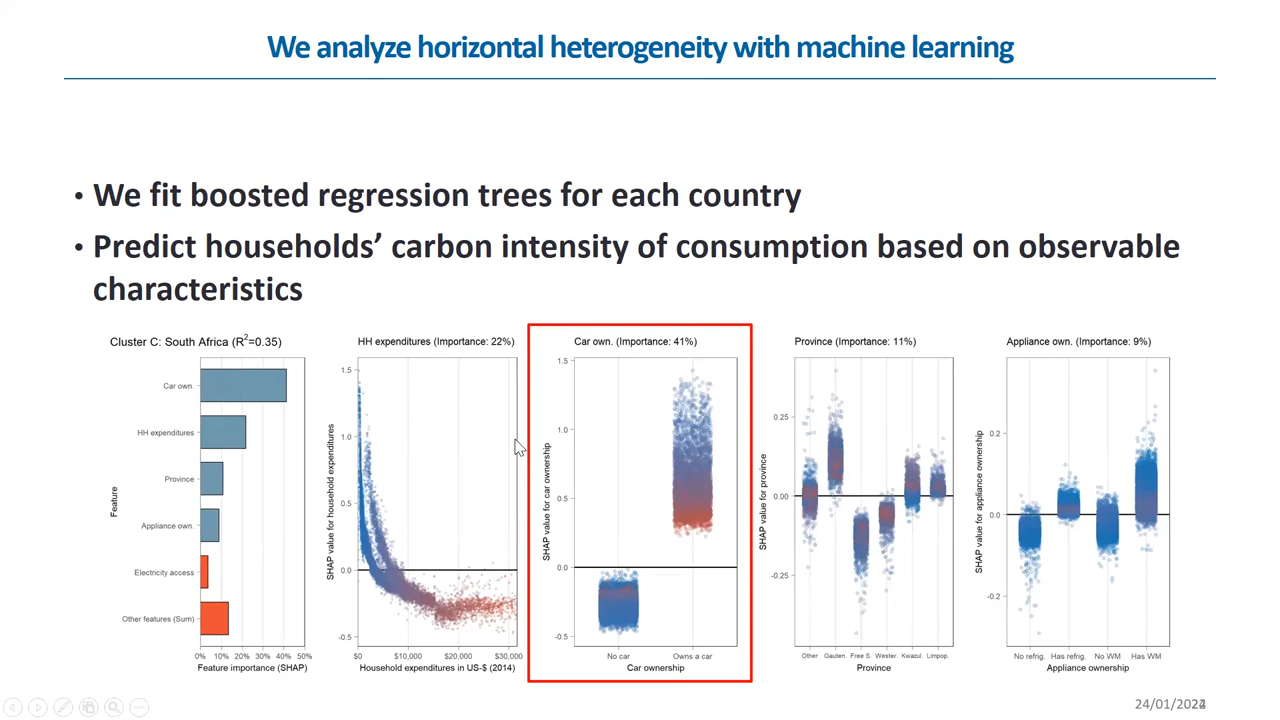 We analyze horizontal heterogeneity with machine learning
• We fit boosted regression trees for each country
• Predict households’ carbon intensity of consumption based on observable
characteristics
Cluster C: South Africa (R²=0.35)
Feature
Car own.
HH expenditures
Province
Appliance own.
Electricity access
Other features (Sum)
0% 10% 20% 30% 40% 50%
Feature importance (SHAP)
HH expenditures (Importance: 22%)
SHAP value for household expenditures
1.5
1.0
0.5
0.0
-0.5
$0 $10,000 $20,000 $30,000
Household expenditures in US-$ (2014)
Car own. (Importance: 41%)
SHAP value for car ownership
1.5
1.0
0.5
0.0
-0.5
No car Owns a car
Car ownership
Province (Importance: 11%)
SHAP value for province
0.25
0.00
-0.25
Other Gauten. Free S. Wester. Kwazul. Limpop.
Province
Appliance own. (Importance: 9%)
SHAP value for appliance ownership
0.2
0.0
-0.2
No refrig. Has refrig. No WM Has WM
Appliance ownership